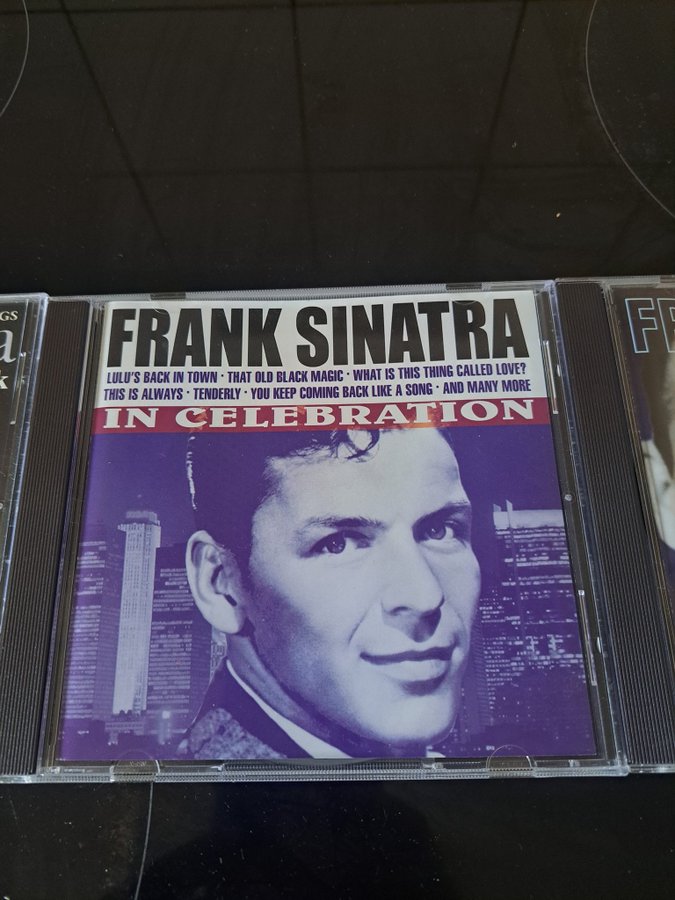 GS
a
k
FRANK SINATRA
LULU'S BACK IN TOWN · THAT OLD BLACK MAGIC · WHAT IS THIS THING CALLED LOVE?
THIS IS ALWAYS · TENDERLY · YOU KEEP COMING BACK LIKE A SONG · AND MANY MORE
IN CELEBRATION
F